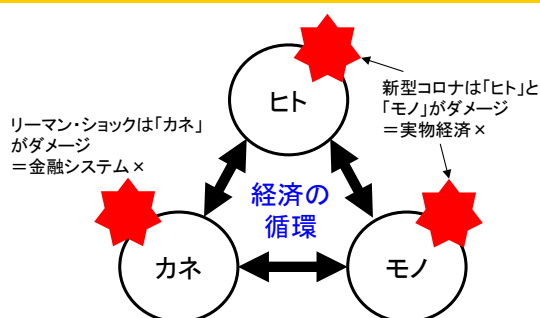 ヒト
新型コロナは「ヒト」と
「モノ」がダメージ
＝実物経済×
リーマン・ショックは「カネ」
がダメージ
＝金融システム×
経済の
循環
カネ
モノ